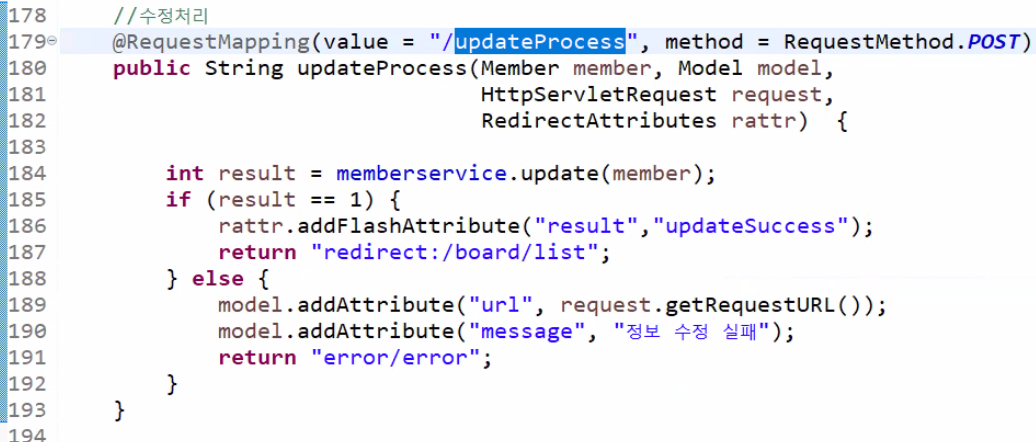 178     //수정처리
179     @RequestMapping(value = "/updateProcess", method = RequestMethod.POST)
180     public String updateProcess(Member member, Model model,
181                                 HttpServletRequest request,
182                                 RedirectAttributes rattr)  {
183
184         int result = memberservice.update(member);
185         if (result == 1) {
186             rattr.addFlashAttribute("result","updateSuccess");
187             return "redirect:/board/list";
188         } else {
189             model.addAttribute("url", request.getRequestURL());
190             model.addAttribute("message", "정보 수정 실패");
191             return "error/error";
192         }
193     }
194